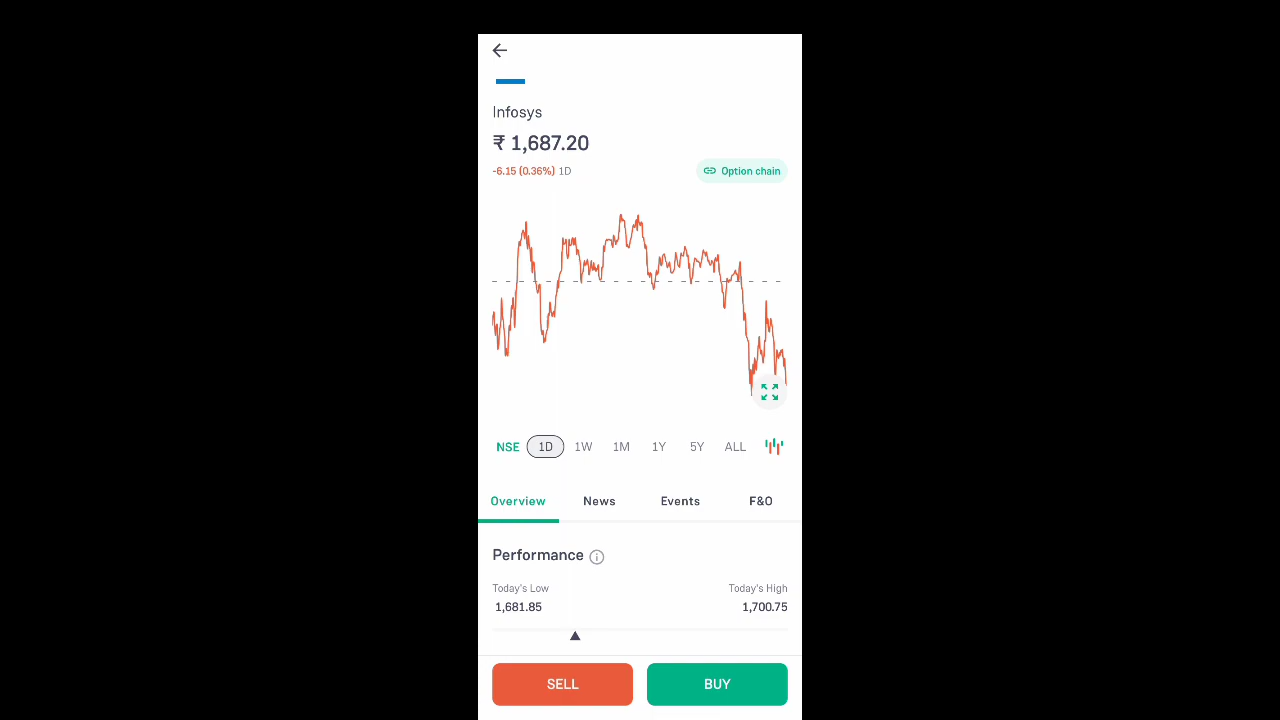 Infosys
₹ 1,687.20
-6.15 (0.36%) 1D
Option chain
NSE 1D 1W 1M 1Y 5Y ALL
Overview News Events F&O
Performance
Today's Low Today's High
1,681.85 1,700.75
SELL BUY